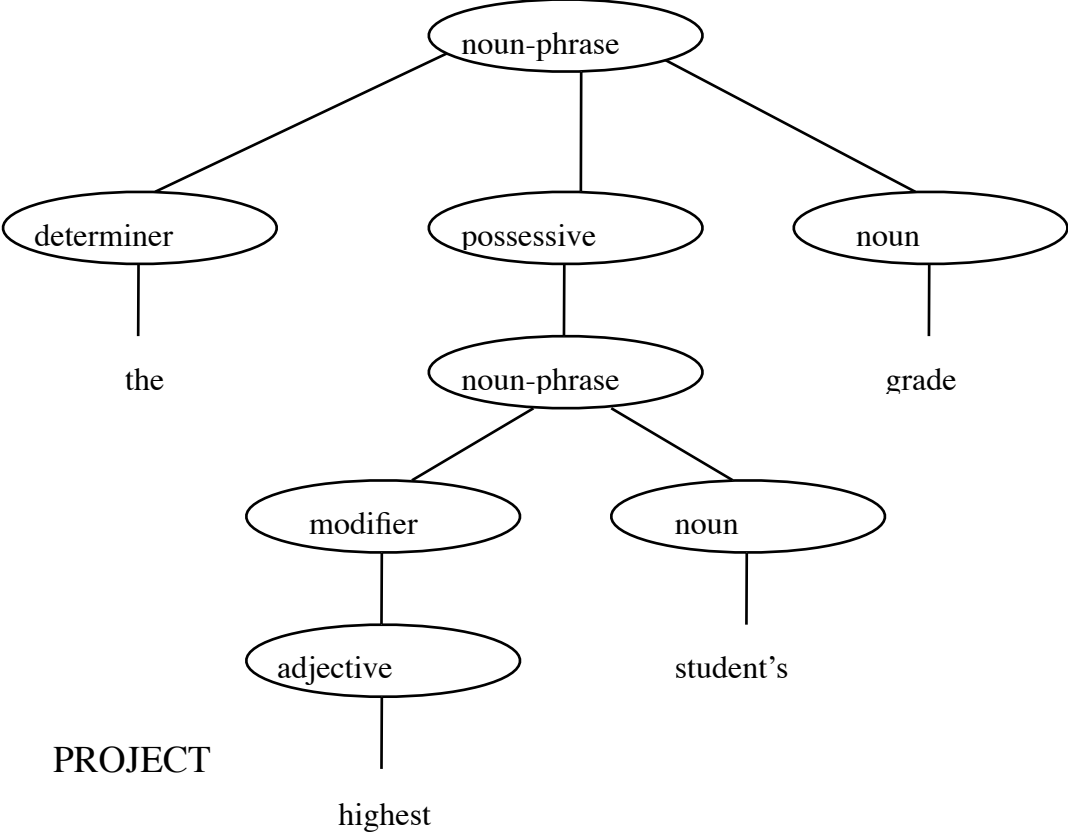 noun-phrase
determiner possessive noun
the noun-phrase grade
modifier noun
adjective student’s
PROJECT
highest